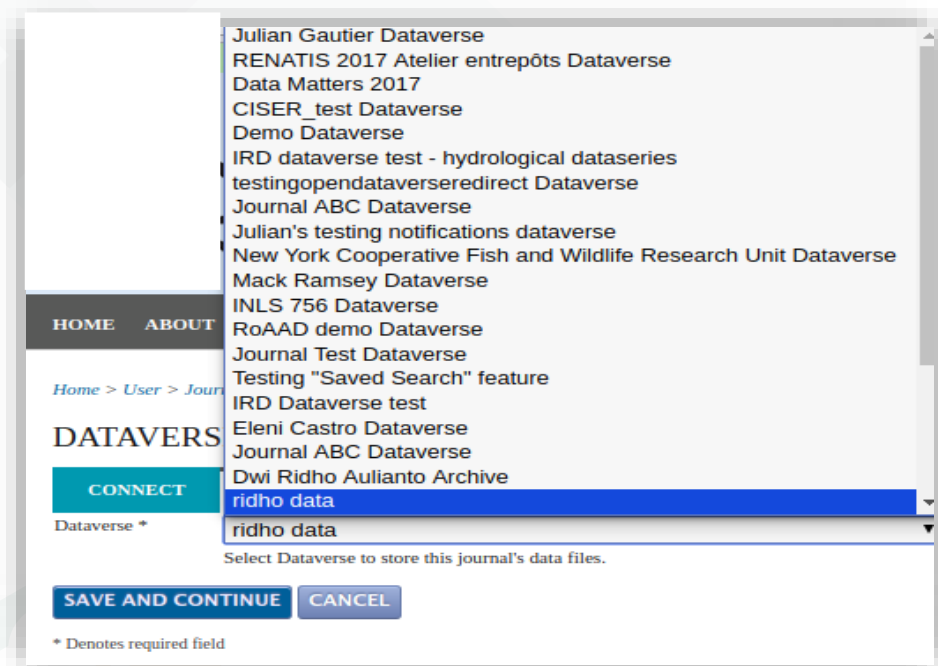 Julian Gautier Dataverse
RENATIS 2017 Atelier entrepôts Dataverse
Data Matters 2017
CISER_test Dataverse
Demo Dataverse
IRD dataverse test - hydrological dataseries
testingopendataverseredirect Dataverse
Journal ABC Dataverse
Julian's testing notifications dataverse
New York Cooperative Fish and Wildlife Research Unit Dataverse
Mack Ramsey Dataverse
INLS 756 Dataverse
RoAAD demo Dataverse
Journal Test Dataverse
Testing "Saved Search" feature
IRD Dataverse test
Eleni Castro Dataverse
Journal ABC Dataverse
Dwi Ridho Aulianto Archive
ridho data
HOME ABOUT
Home > User > Jour
DATAVERS
CONNECT
Dataverse *
ridho data
Select Dataverse to store this journal's data files.
SAVE AND CONTINUE CANCEL
* Denotes required field